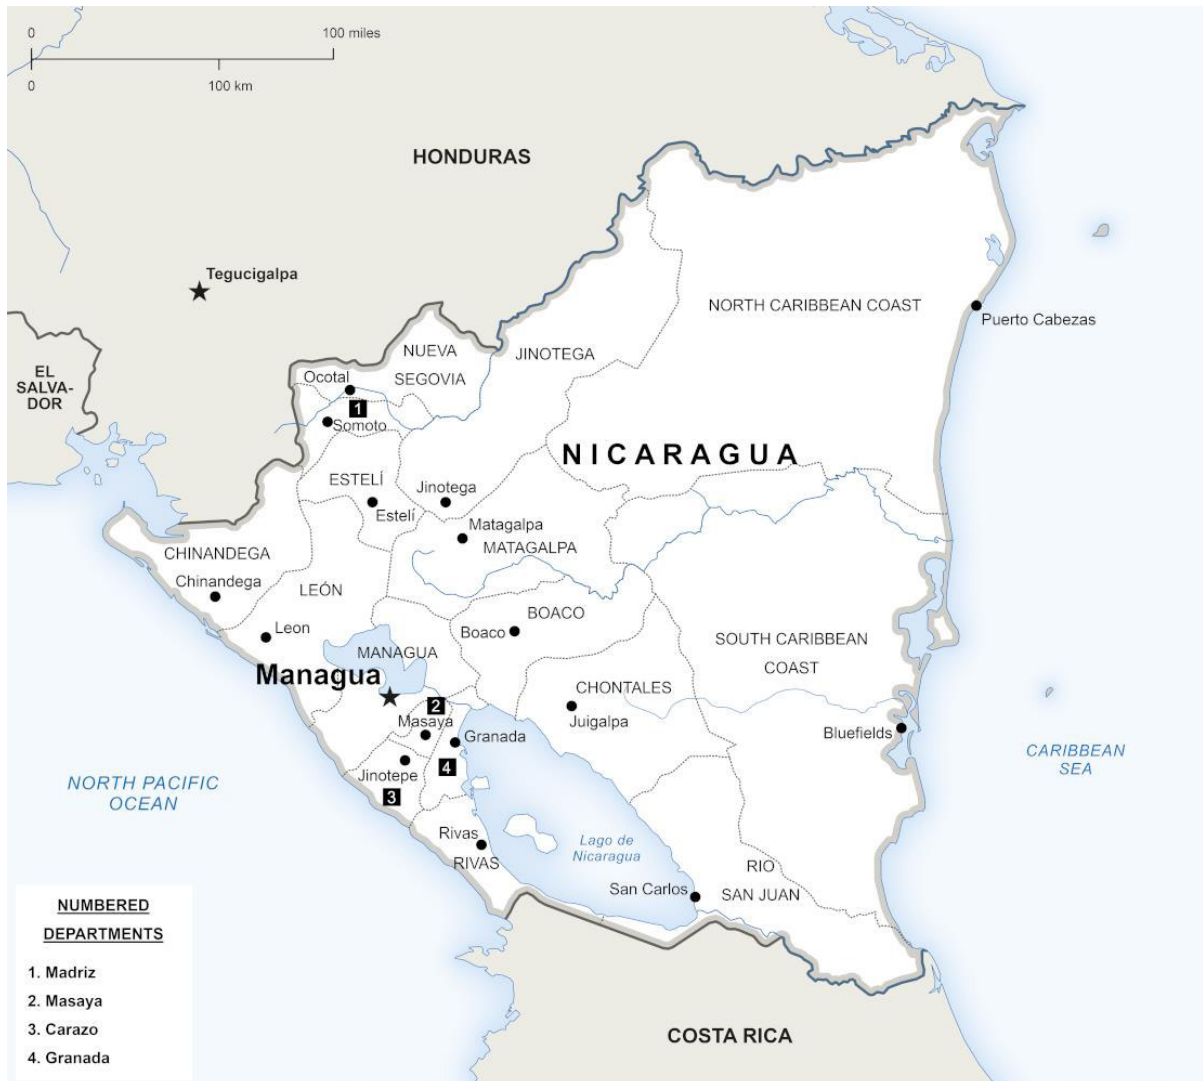 0
100 miles
0
100 km
HONDURAS
Tegucigalpa
NORTH CARIBBEAN COAST
Puerto Cabezas
NUEVA
SEGOVIA
JINOTEGA
EL
SALVA-
DOR
Ocotal
1
Somoto
NICARAGUA
ESTELÍ
Estelí
Jinotega
Matagalpa
MATAGALPA
CHINANDEGA
Chinandega
LEÓN
Leon
BOACO
Boaco
SOUTH CARIBBEAN
COAST
MANAGUA
Managua
CHONTALES
Juigalpa
2
Masaya
Granada
Bluefields
4
Jinotepe
3
NORTH PACIFIC
OCEAN
CARIBBEAN
SEA
Rivas
RIVAS
Lago de
Nicaragua
San Carlos
RIO
SAN JUAN
NUMBERED
DEPARTMENTS
1. Madriz
2. Masaya
3. Carazo
4. Granada
COSTA RICA